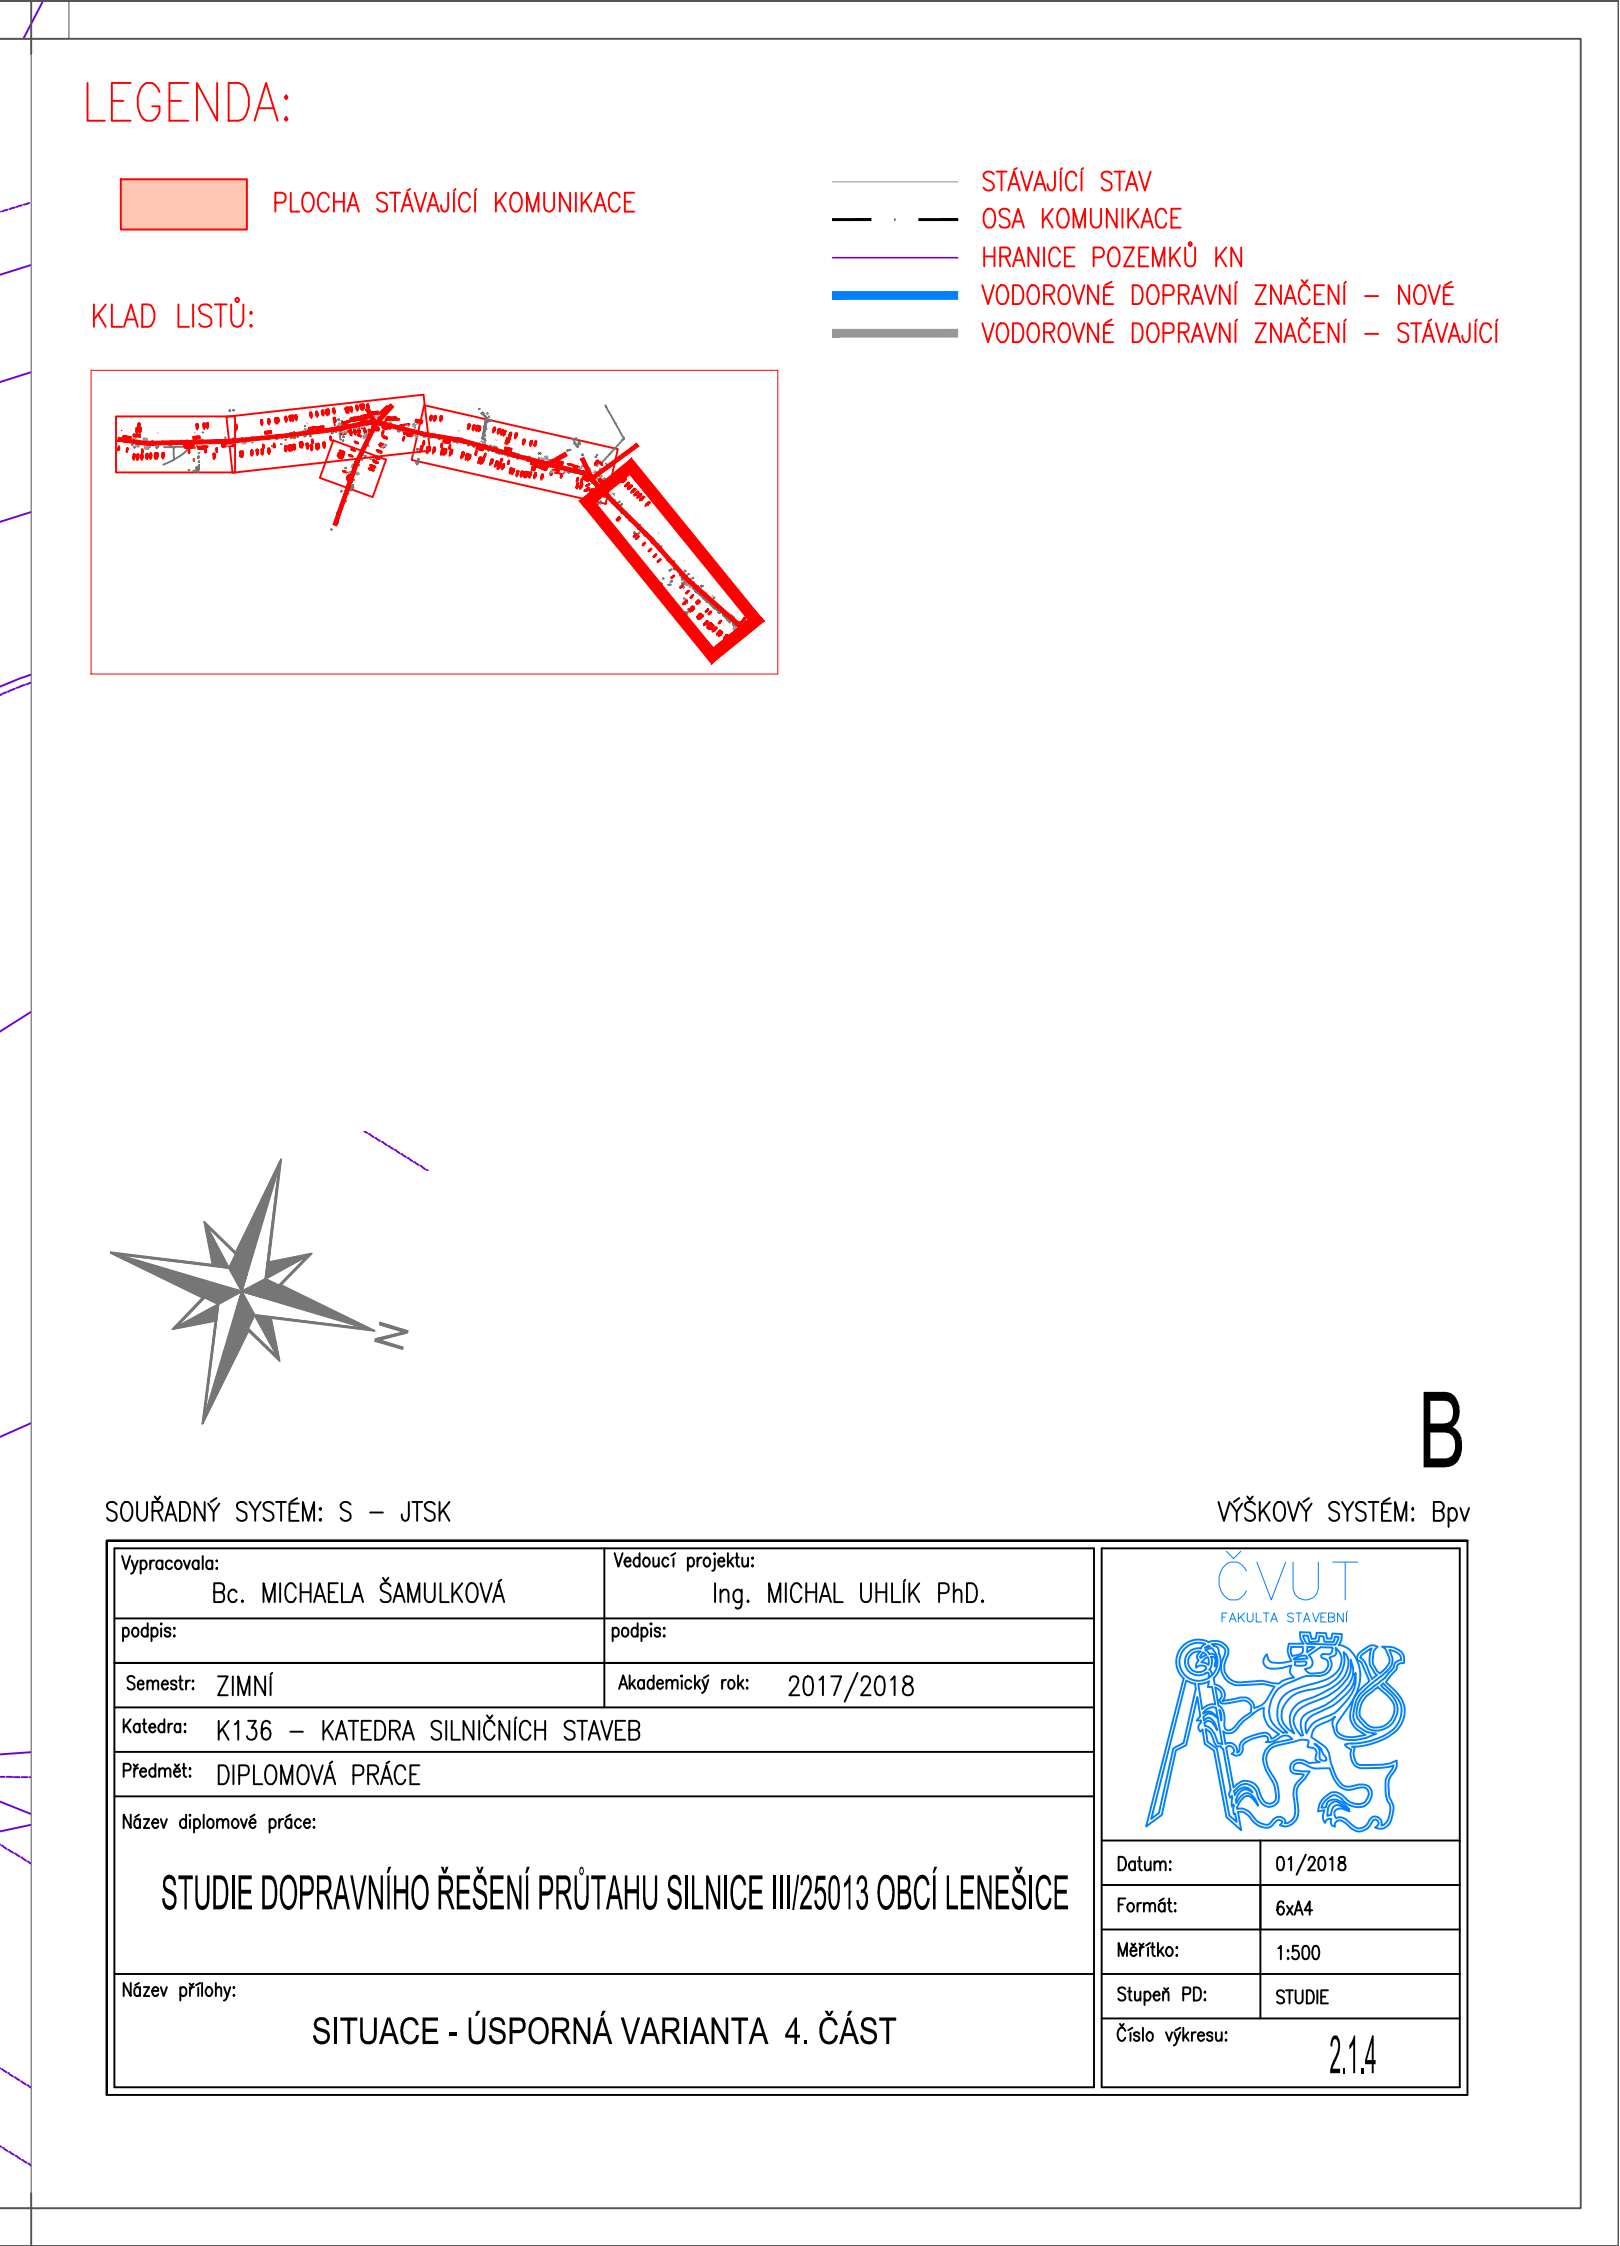 LEGENDA:
PLOCHA STÁVAJÍCÍ KOMUNIKACE
STÁVAJÍCÍ STAV
OSA KOMUNIKACE
HRANICE POZEMKŮ KN
VODOROVNÉ DOPRAVNÍ ZNAČENÍ – NOVÉ
VODOROVNÉ DOPRAVNÍ ZNAČENÍ – STÁVAJÍCÍ
KLAD LISTŮ:
N
B
SOUŘADNÝ SYSTÉM: S – JTSK
VÝŠKOVÝ SYSTÉM: Bpv
Vypracovala:
Bc. MICHAELA ŠAMULKOVÁ
Vedoucí projektu:
Ing. MICHAL UHLÍK PhD.
podpis:
podpis:
Semestr: ZIMNÍ
Akademický rok: 2017/2018
Katedra: K136 – KATEDRA SILNIČNÍCH STAVEB
Předmět: DIPLOMOVÁ PRÁCE
Název diplomové práce:
STUDIE DOPRAVNÍHO ŘEŠENÍ PRŮTAHU SILNICE III/25013 OBCÍ LENEŠICE
Název přílohy:
SITUACE - ÚSPORNÁ VARIANTA 4. ČÁST
ČVUT
FAKULTA STAVEBNÍ
Datum: 01/2018
Formát: 6xA4
Měřítko: 1:500
Stupeň PD: STUDIE
Číslo výkresu:
2.1.4